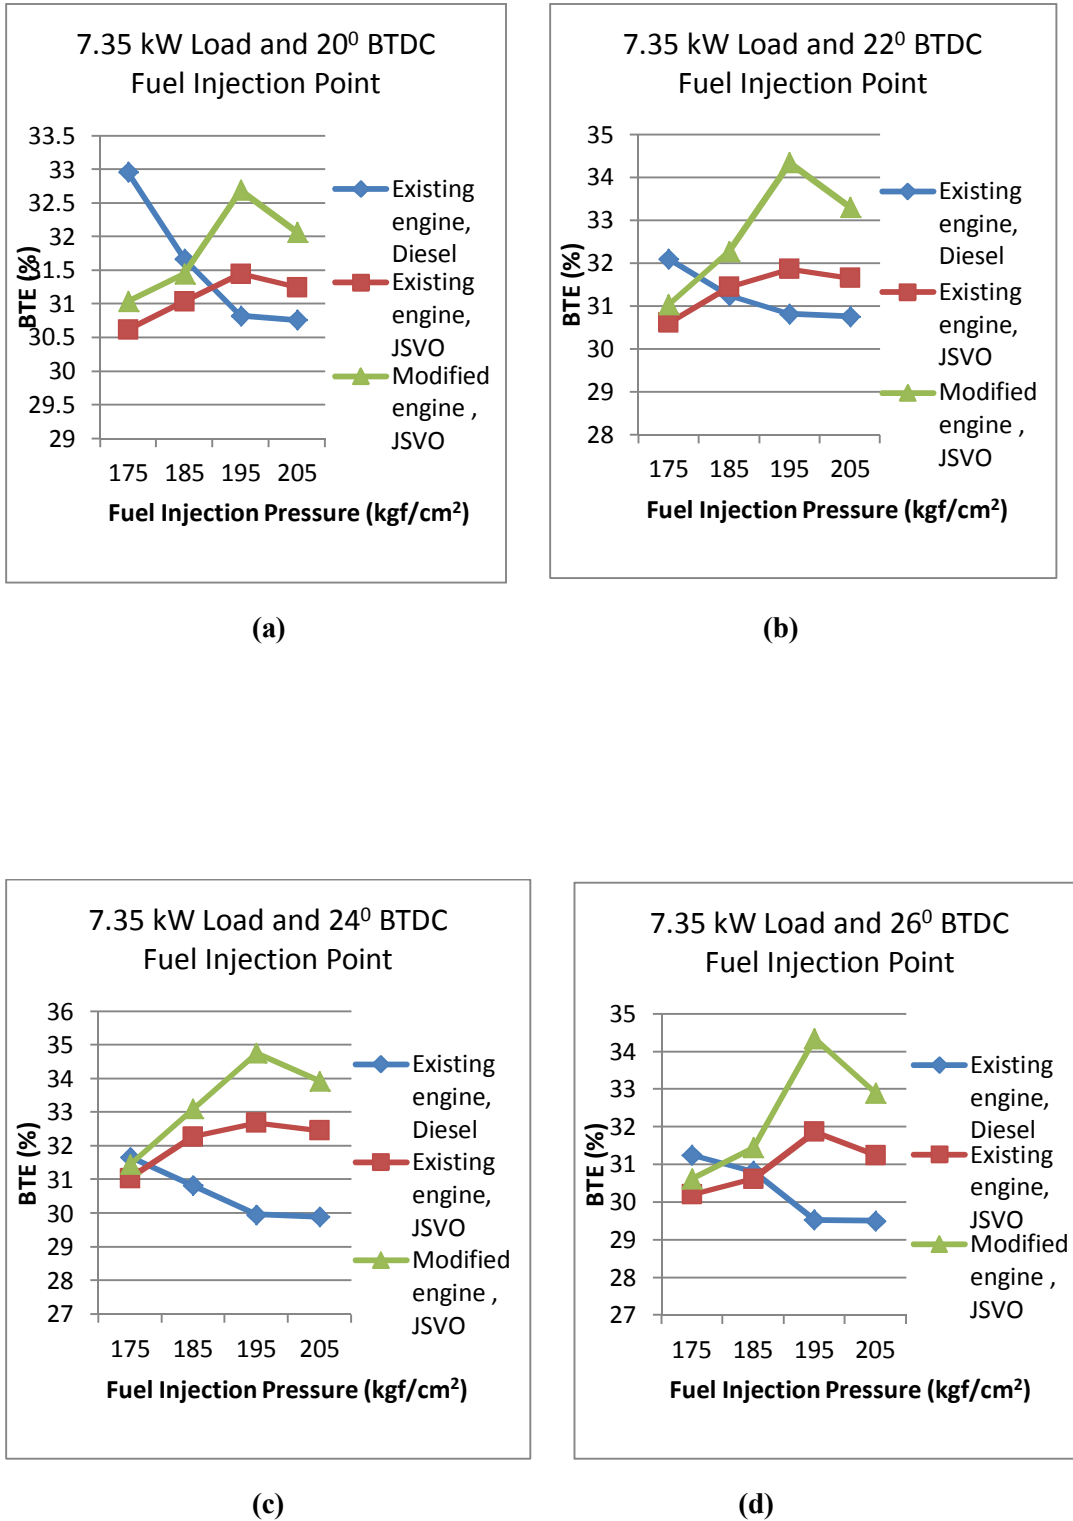 7.35 kW Load and 20⁰ BTDC
Fuel Injection Point
33.5
33
32.5
32
31.5
31
30.5
30
29.5
29
BTE (%)
175 185 195 205
Fuel Injection Pressure (kgf/cm²)
Existing
engine,
Diesel
Existing
engine,
JSVO
Modified
engine ,
JSVO
(a)
7.35 kW Load and 22⁰ BTDC
Fuel Injection Point
35
34
33
32
31
30
29
28
BTE (%)
175 185 195 205
Fuel Injection Pressure (kgf/cm²)
Existing
engine,
Diesel
Existing
engine,
JSVO
Modified
engine ,
JSVO
(b)
7.35 kW Load and 24⁰ BTDC
Fuel Injection Point
36
35
34
33
32
31
30
29
28
27
BTE (%)
175 185 195 205
Fuel Injection Pressure (kgf/cm²)
Existing
engine,
Diesel
Existing
engine,
JSVO
Modified
engine ,
JSVO
(c)
7.35 kW Load and 26⁰ BTDC
Fuel Injection Point
35
34
33
32
31
30
29
28
27
BTE (%)
175 185 195 205
Fuel Injection Pressure (kgf/cm²)
Existing
engine,
Diesel
Existing
engine,
JSVO
Modified
engine ,
JSVO
(d)